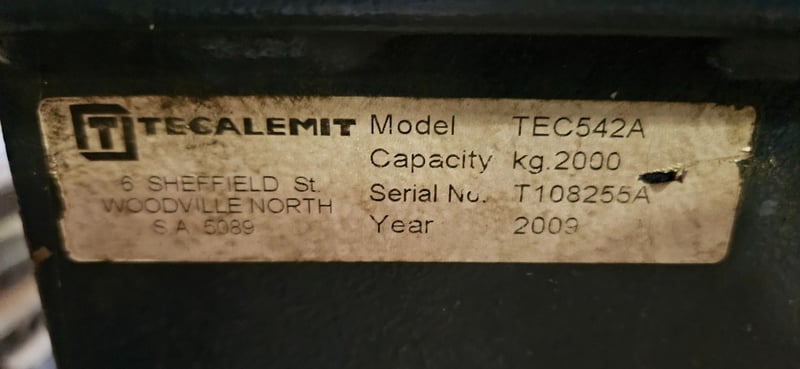 TECALEMIT
6 SHEFFIELD St.
WOODVILLE NORTH
S.A. 5089
Model TEC542A
Capacity kg.2000
Serial No. T108255A
Year 2009